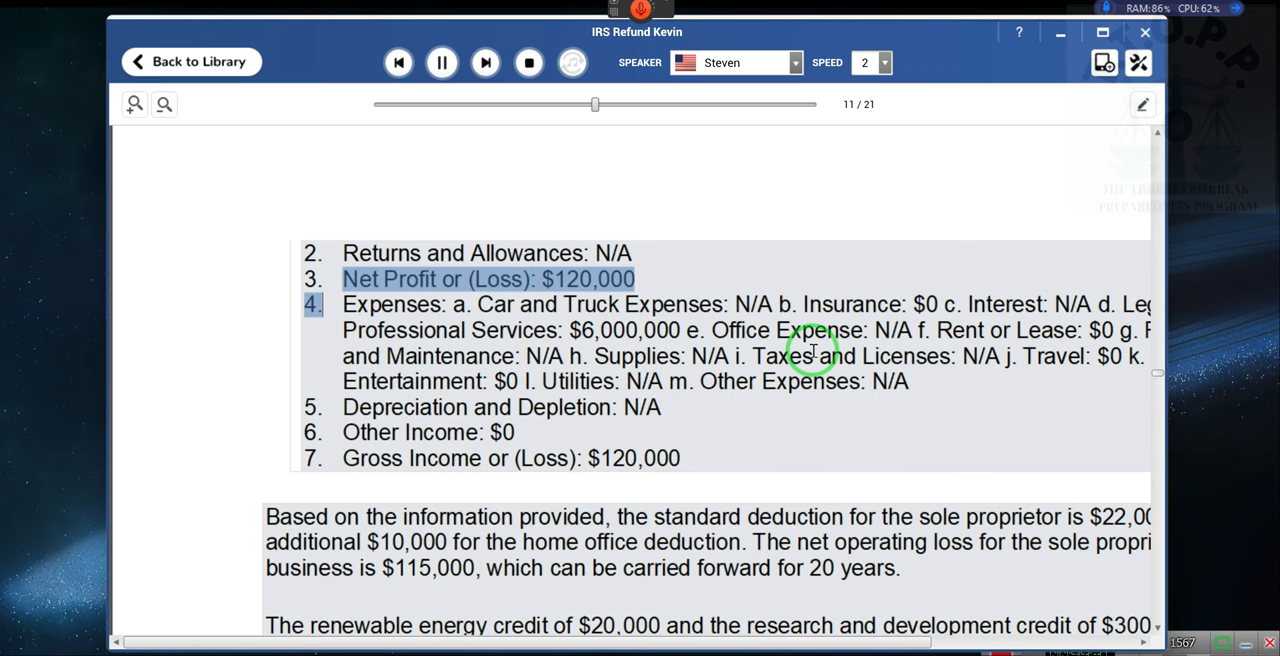 RAM:86% CPU:62%
IRS Refund Kevin
?
Back to Library
SPEAKER
Steven
SPEED
2
11 / 21
O.P.P.
THE THREE OUTBREAK
PREPAREDNESS PROGRAM
2. Returns and Allowances: N/A
3. Net Profit or (Loss): $120,000
4. Expenses: a. Car and Truck Expenses: N/A b. Insurance: $0 c. Interest: N/A d. Leg
Professional Services: $6,000,000 e. Office Expense: N/A f. Rent or Lease: $0 g.
and Maintenance: N/A h. Supplies: N/A i. Taxes and Licenses: N/A j. Travel: $0 k.
Entertainment: $0 l. Utilities: N/A m. Other Expenses: N/A
5. Depreciation and Depletion: N/A
6. Other Income: $0
7. Gross Income or (Loss): $120,000
Based on the information provided, the standard deduction for the sole proprietor is $22,00
additional $10,000 for the home office deduction. The net operating loss for the sole propri
business is $115,000, which can be carried forward for 20 years.
The renewable energy credit of $20,000 and the research and development credit of $300
1567